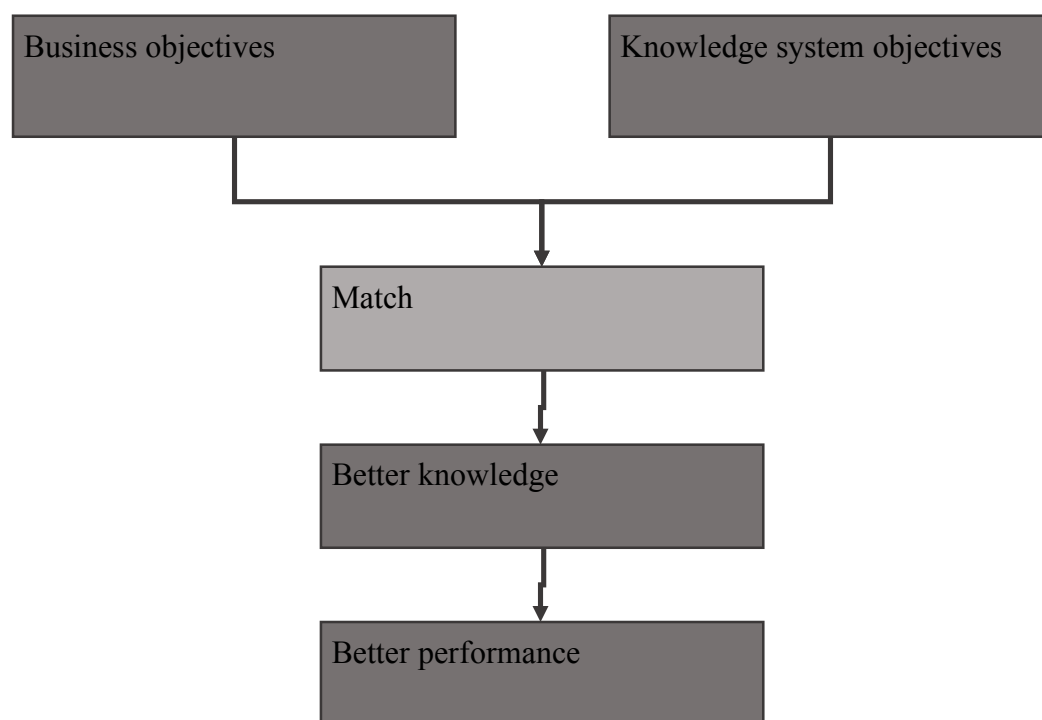 Business objectives
Knowledge system objectives
Match
Better knowledge
Better performance